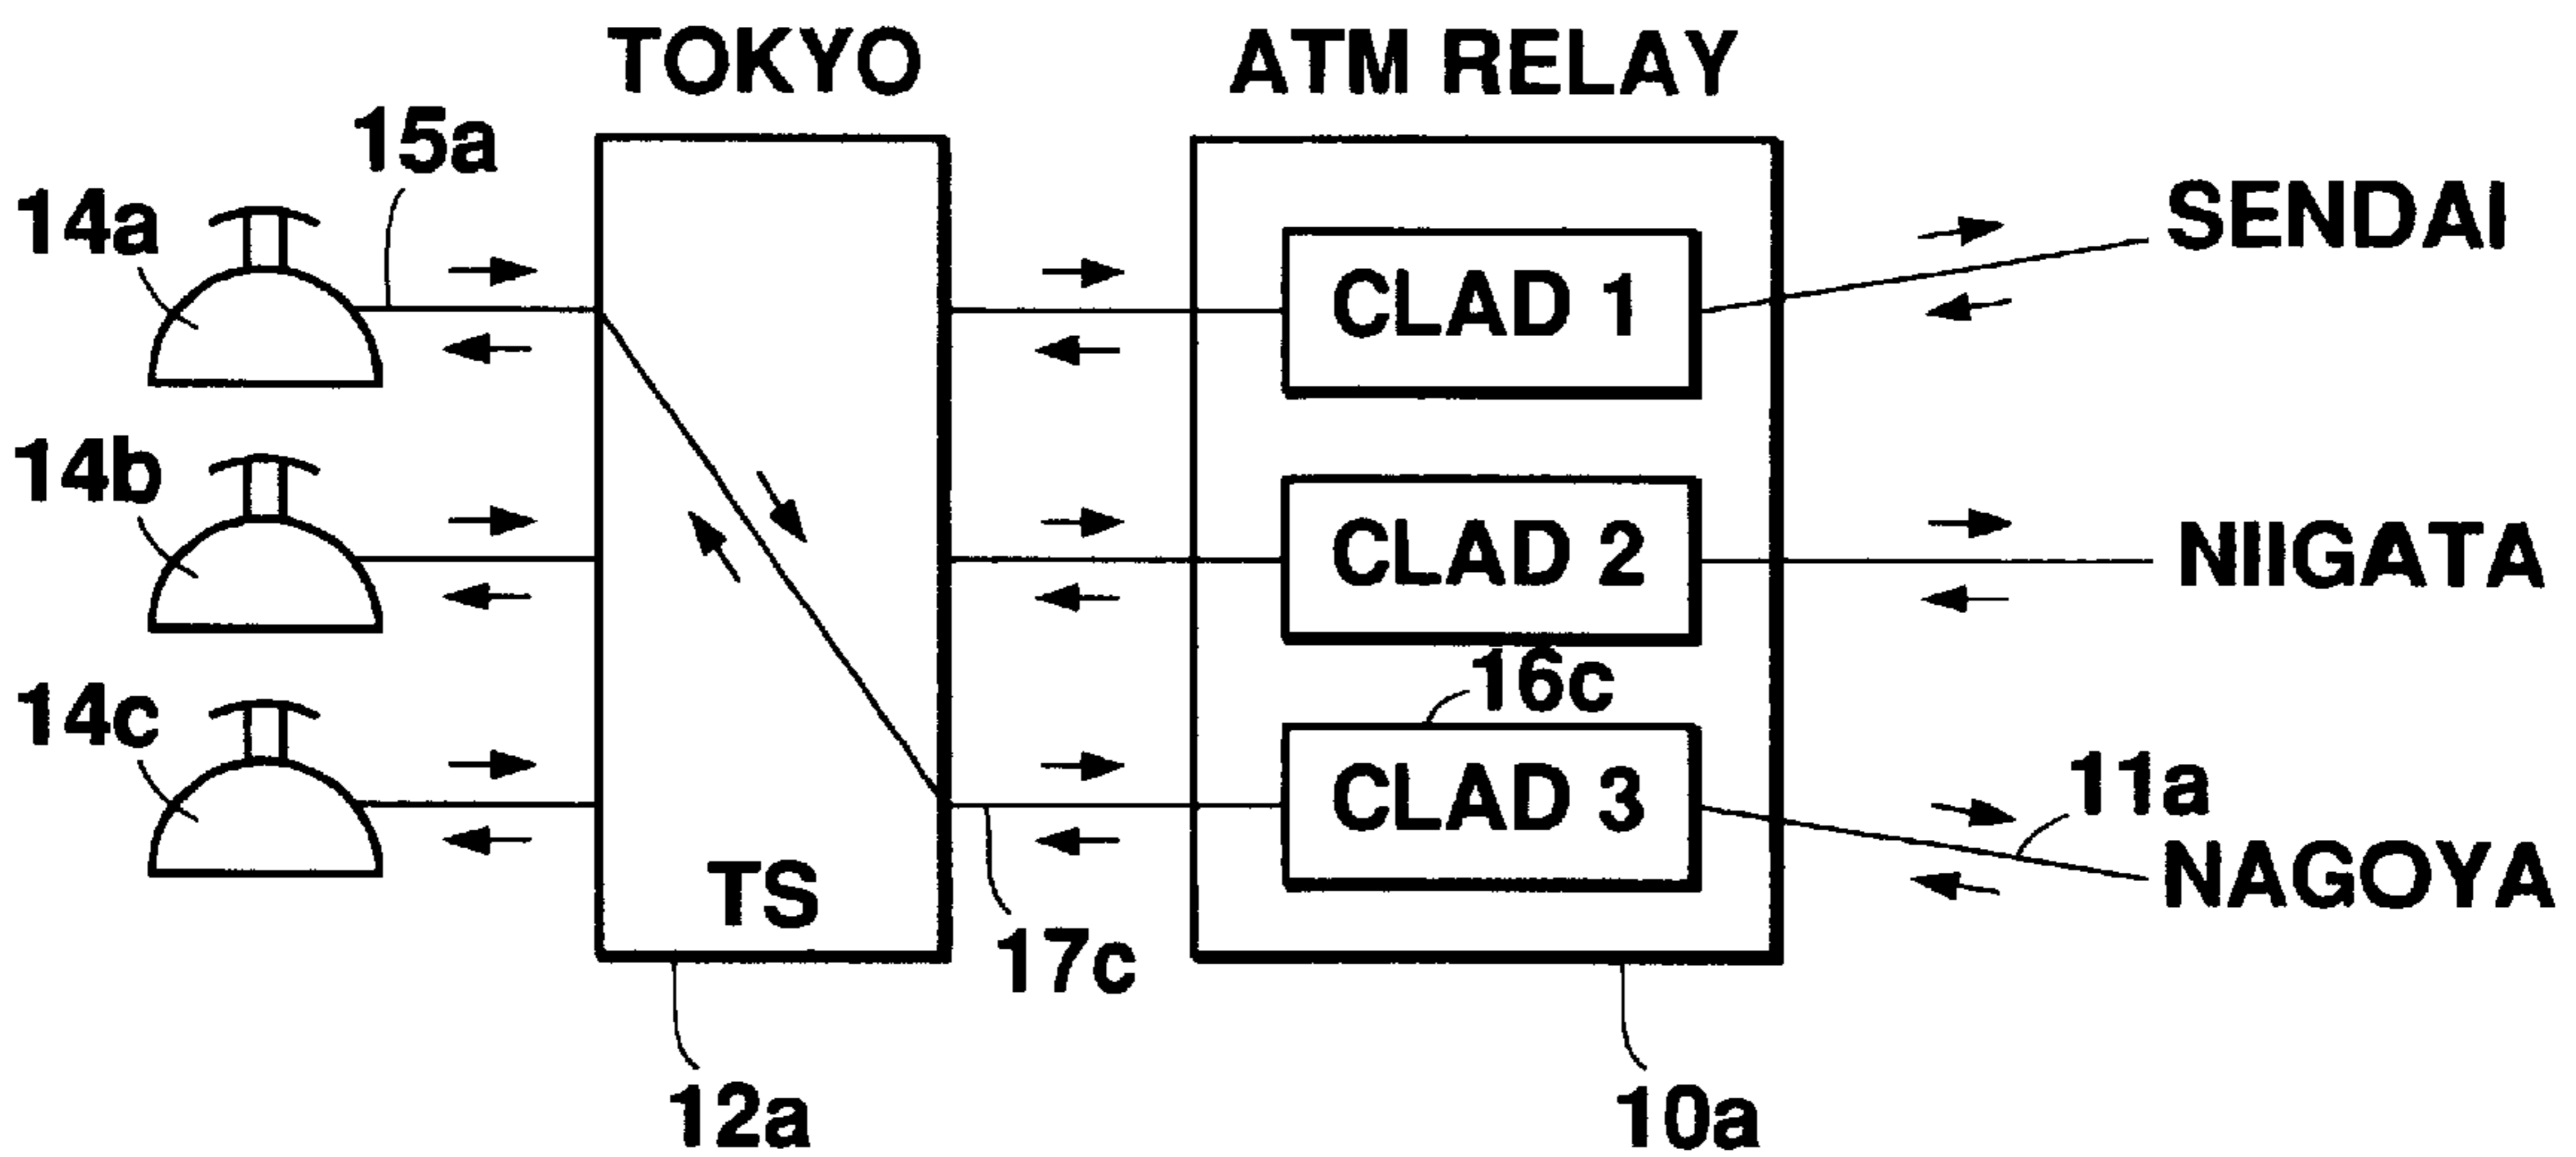 TOKYO
ATM RELAY
15a
14a
SENDAI
CLAD 1
14b
CLAD 2
NIIGATA
16c
14c
CLAD 3
11a
NAGOYA
TS
17c
12a
10a